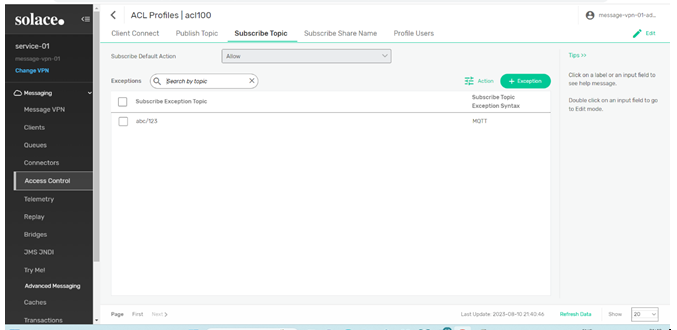 solace.
ACL Profiles | acl100
message-vpn-01-ad...
service-01
message-vpn-01
Change VPN
Client Connect
Publish Topic
Subscribe Topic
Subscribe Share Name
Profile Users
Edit
Subscribe Default Action
Allow
Tips >>
Exceptions
Search by topic
Action
+ Exception
Click on a label or an input field to
see help message.
Double click on an input field to go
to Edit mode.
Subscribe Exception Topic
Subscribe Topic
Exception Syntax
abc/123
MQTT
Messaging
Message VPN
Clients
Queues
Connectors
Access Control
Telemetry
Replay
Bridges
JMS JNDI
Try Me!
Advanced Messaging
Caches
Transactions
Page
First
Next >
Last Update: 2023-09-10 21:40:46
Refresh Data
Show
20